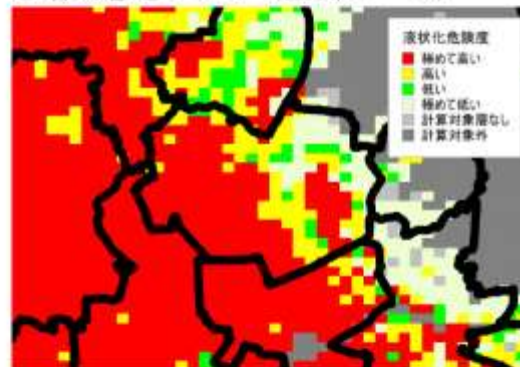 液状化危険度
極めて高い
高い
低い
極めて低い
計算対象層なし
計算対象外